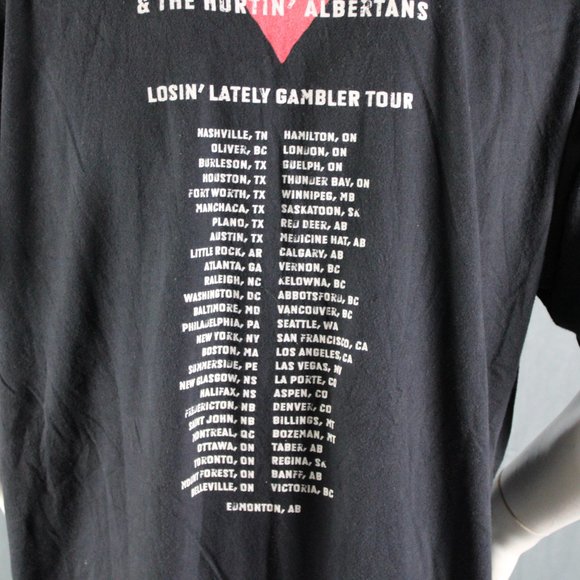 & THE HURTIN' ALBERTANS
LOSIN' LATELY GAMBLER TOUR
NASHVILLE, TN HAMILTON, ON
OLIVER, BC LONDON, ON
BURLESON, TX GUELPH, ON
HOUSTON, TX THUNDER BAY, ON
FORT WORTH, TX WINNIPEG, MB
MANCHACA, TX SASKATOON, SK
PLANO, TX RED DEER, AB
AUSTIN, TX MEDICINE HAT, AB
LITTLE ROCK, AR CALGARY, AB
ATLANTA, GA VERNON, BC
RALEIGH, NC KELOWNA, BC
WASHINGTON, DC ABBOTSFORD, BC
BALTIMORE, MD VANCOUVER, BC
PHILADELPHIA, PA SEATTLE, WA
NEW YORK, NY SAN FRANCISCO, CA
BOSTON, MA LOS ANGELES, CA
SUMMERSIDE, PE LAS VEGAS, NV
NEW GLASGOW, NS LA PORTE, CO
HALIFAX, NS ASPEN, CO
FREDERICTON, NB DENVER, CO
SAINT JOHN, NB BILLINGS, MT
MONTREAL, QC BOZEMAN, MT
OTTAWA, ON TABER, AB
TORONTO, ON REGINA, SK
MOUNT FOREST, ON BANFF, AB
BELLEVILLE, ON VICTORIA, BC
EDMONTON, AB